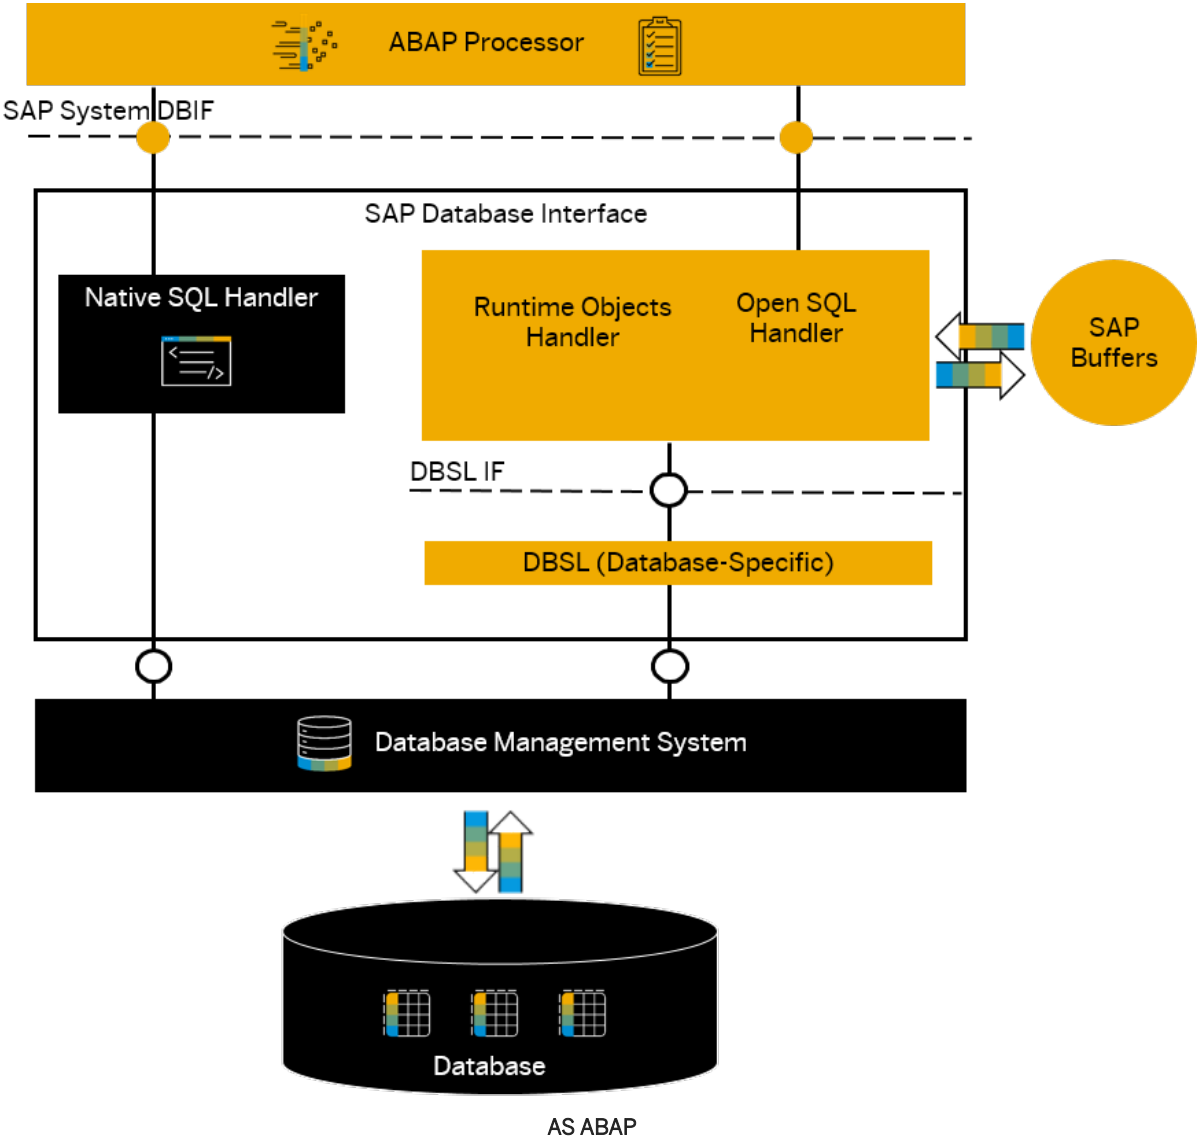 ABAP Processor
SAP System DBIF
SAP Database Interface
Native SQL Handler
Runtime Objects
Handler
Open SQL
Handler
SAP
Buffers
DBSL IF
DBSL (Database-Specific)
Database Management System
Database
AS ABAP